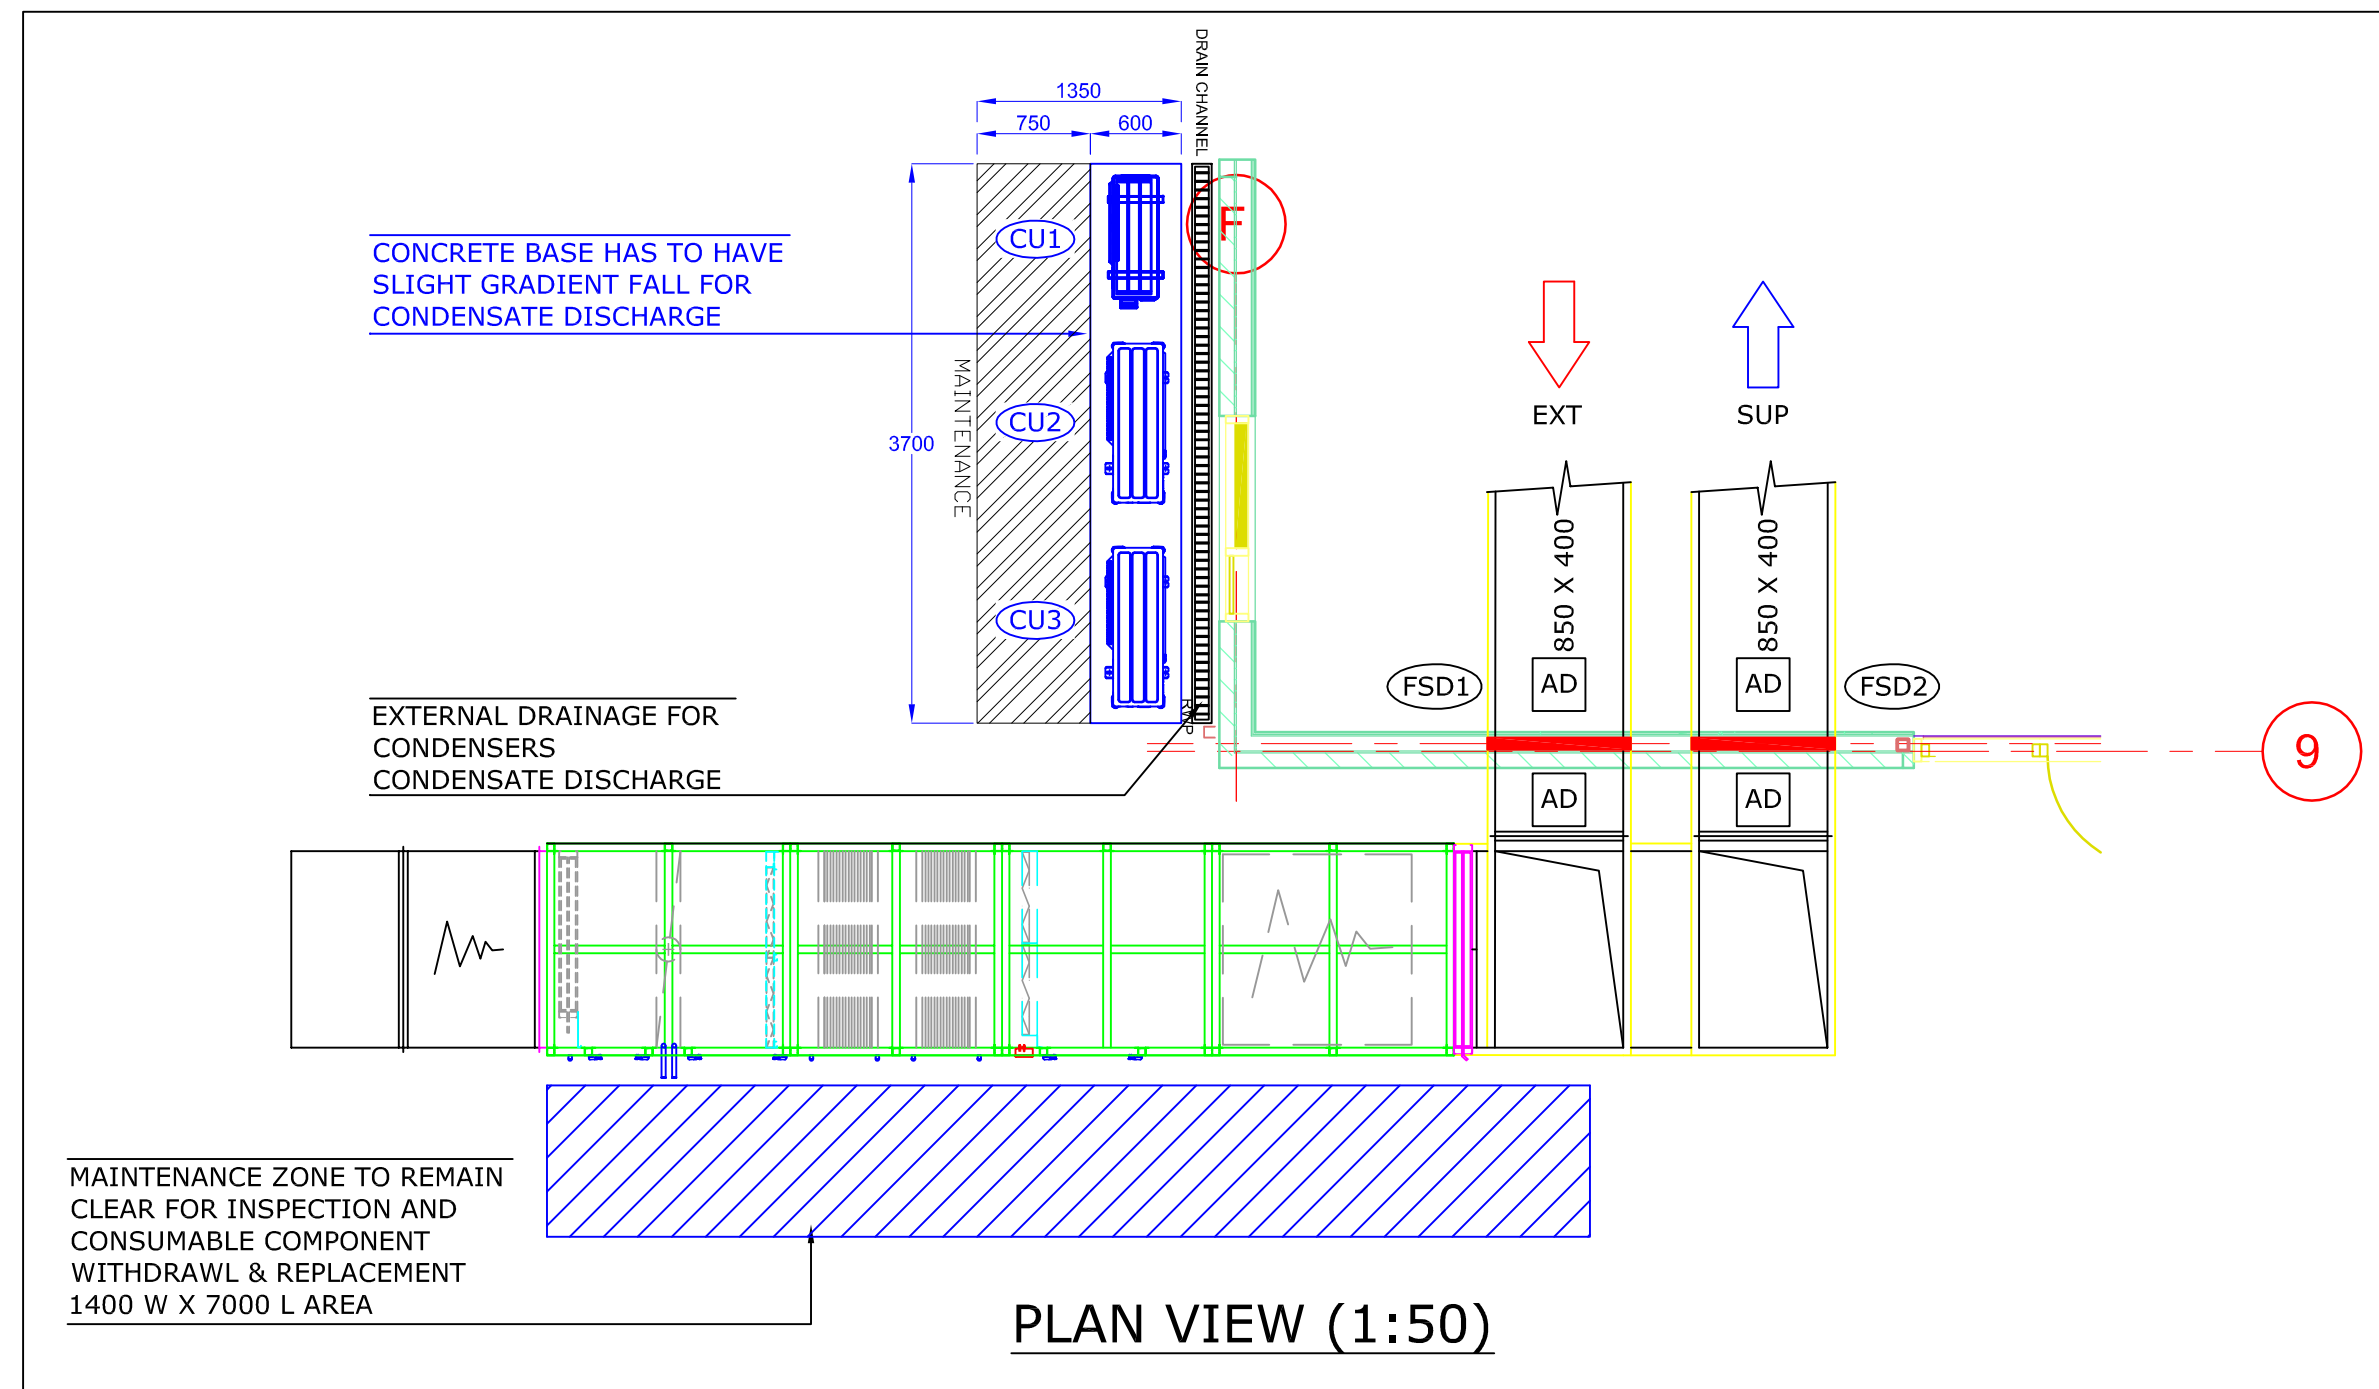 DRAIN CHANNEL
1350
750
600
F
CU1
CONCRETE BASE HAS TO HAVE
SLIGHT GRADIENT FALL FOR
CONDENSATE DISCHARGE
MAINTENANCE
EXT
SUP
CU2
3700
850 X 400
850 X 400
CU3
FSD1
AD
AD
FSD2
RWP
EXTERNAL DRAINAGE FOR
CONDENSERS
CONDENSATE DISCHARGE
9
AD
AD
MAINTENANCE ZONE TO REMAIN
CLEAR FOR INSPECTION AND
CONSUMABLE COMPONENT
WITHDRAWL & REPLACEMENT
1400 W X 7000 L AREA
PLAN VIEW (1:50)